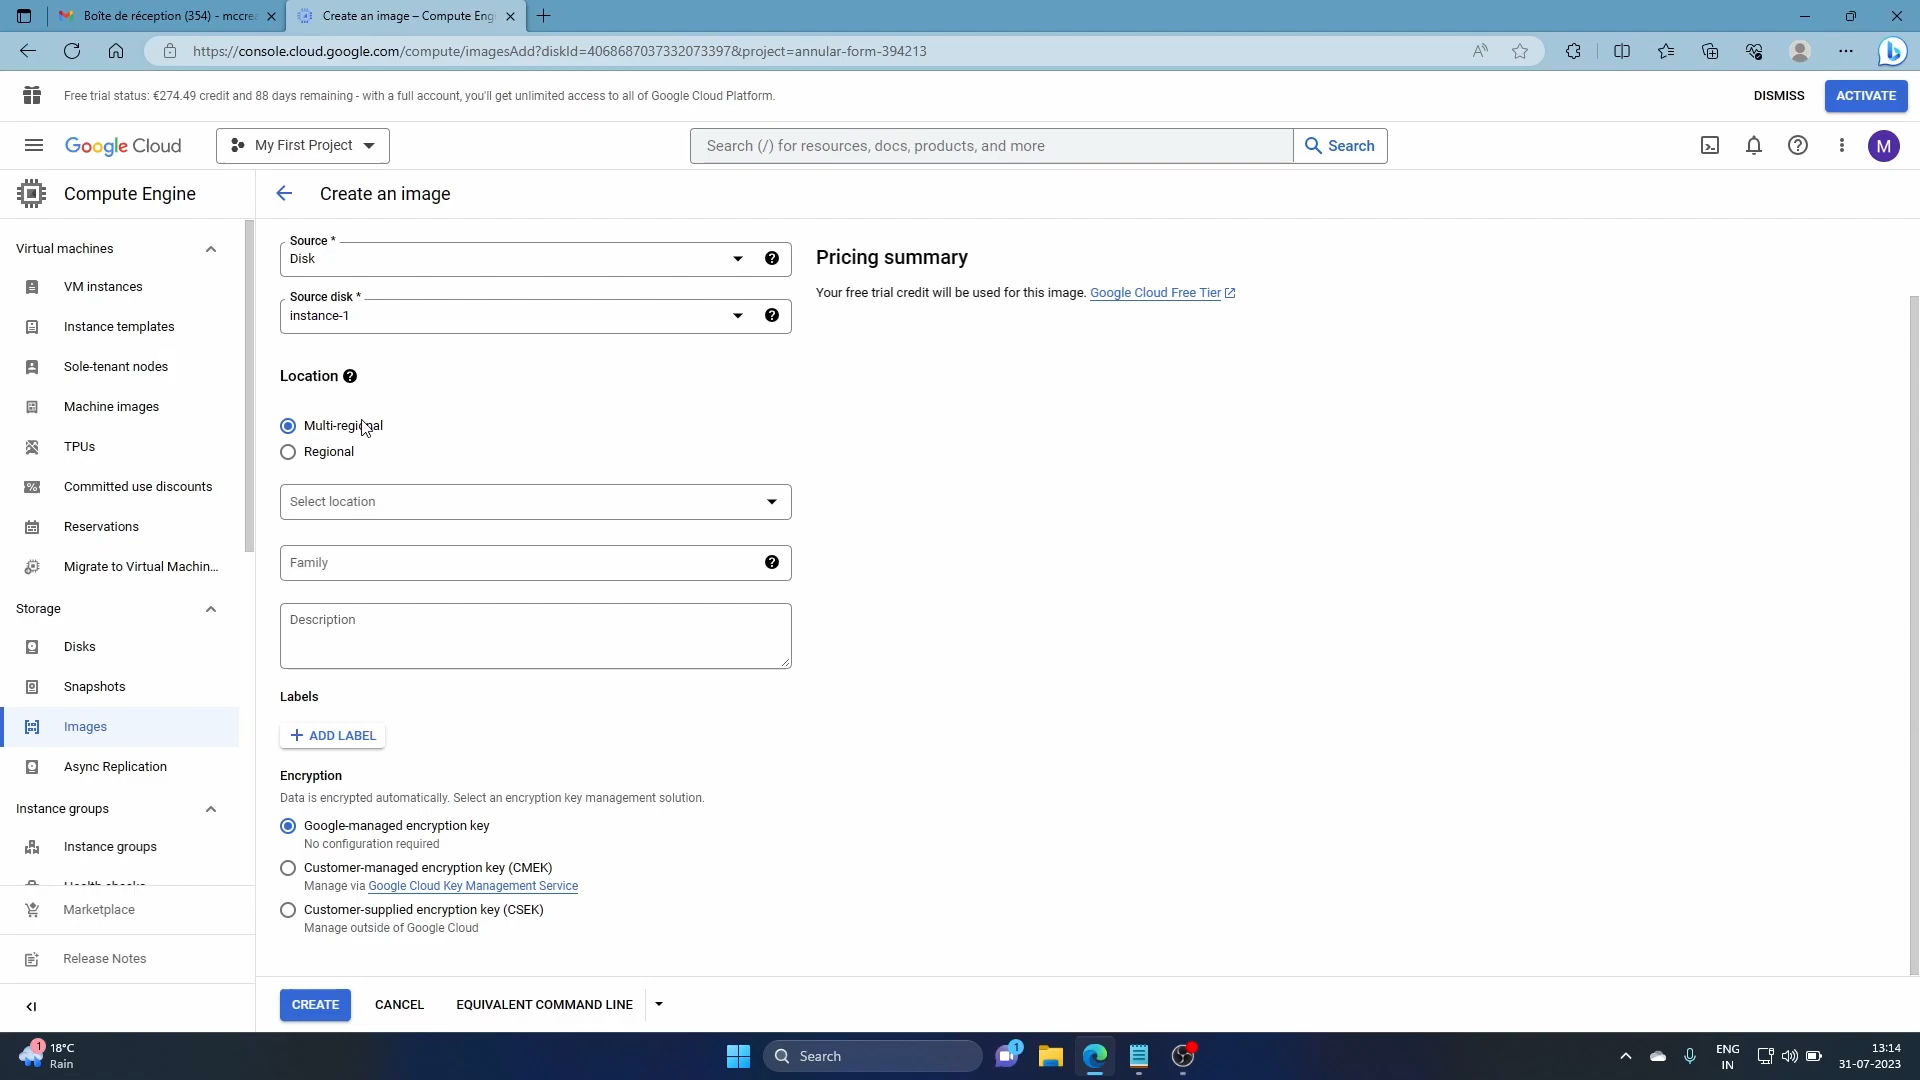 Boîte de réception (354) - mccrea
Create an image – Compute Eng
https://console.cloud.google.com/compute/imagesAdd?diskId=4068687037332073397&project=annular-form-394213
Free trial status: €274.49 credit and 88 days remaining - with a full account, you'll get unlimited access to all of Google Cloud Platform.
DISMISS
ACTIVATE
Google Cloud
My First Project
Search (/) for resources, docs, products, and more
Search
M
Compute Engine
Create an image
Virtual machines
VM instances
Instance templates
Sole-tenant nodes
Machine images
TPUs
Committed use discounts
Reservations
Migrate to Virtual Machin...
Storage
Disks
Snapshots
Images
Async Replication
Instance groups
Instance groups
Health checks
Marketplace
Release Notes
Source *
Disk
Source disk *
instance-1
Location
Multi-regional
Regional
Select location
Family
Description
Labels
ADD LABEL
Encryption
Data is encrypted automatically. Select an encryption key management solution.
Google-managed encryption key
No configuration required
Customer-managed encryption key (CMEK)
Manage via Google Cloud Key Management Service
Customer-supplied encryption key (CSEK)
Manage outside of Google Cloud
CREATE
CANCEL
EQUIVALENT COMMAND LINE
Pricing summary
Your free trial credit will be used for this image. Google Cloud Free Tier
1
18°C
Rain
Search
1
ENG
IN
13:14
31-07-2023